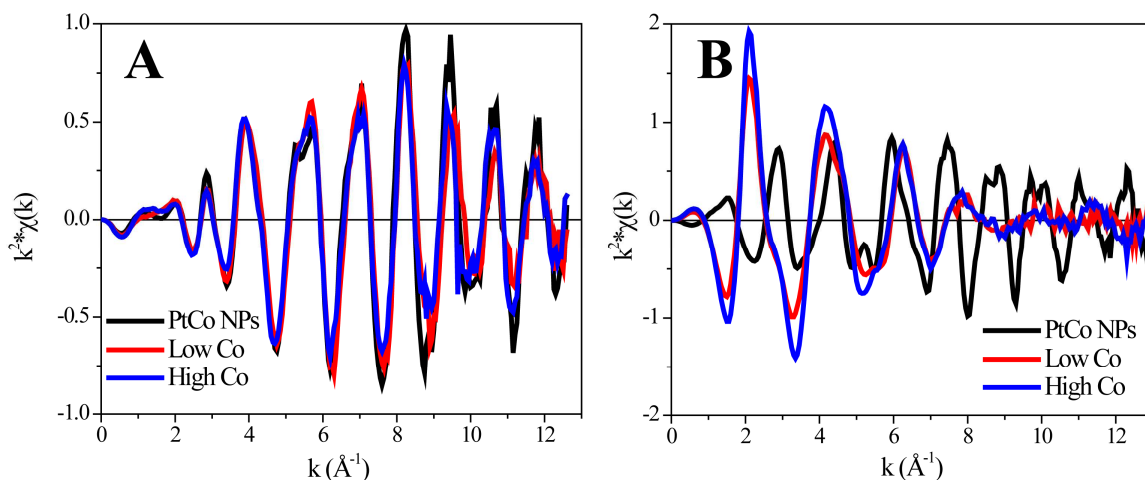 A
1.0
0.5
0.0
-0.5
-1.0
k²*χ(k)
PtCo NPs
Low Co
High Co
0 2 4 6 8 10 12
k (Å⁻¹)
B
2
1
0
-1
-2
k²*χ(k)
PtCo NPs
Low Co
High Co
0 2 4 6 8 10 12
k (Å⁻¹)